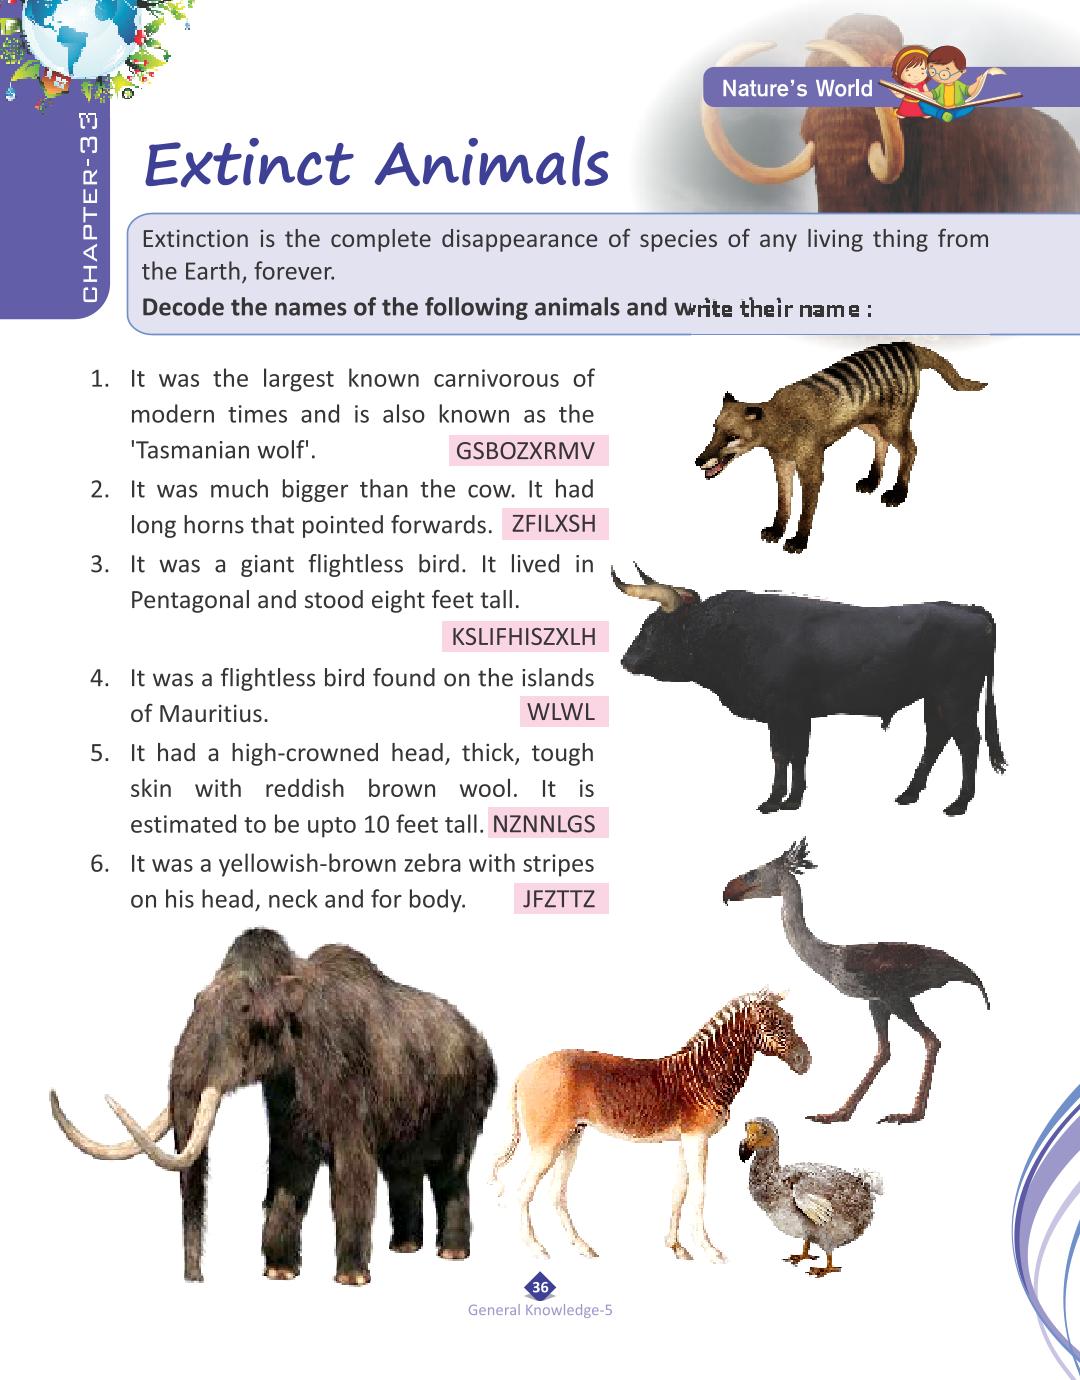 Nature's World
CHAPTER-33
Extinct Animals
Extinction is the complete disappearance of species of any living thing from
the Earth, forever.
Decode the names of the following animals and write their name :
1. It was the largest known carnivorous of
modern times and is also known as the
'Tasmanian wolf'. GSBOZXRMV
2. It was much bigger than the cow. It had
long horns that pointed forwards. ZFILXSH
3. It was a giant flightless bird. It lived in
Pentagonal and stood eight feet tall.
KSLIFHISZXLH
4. It was a flightless bird found on the islands
of Mauritius. WLWL
5. It had a high-crowned head, thick, tough
skin with reddish brown wool. It is
estimated to be upto 10 feet tall. NZNNLGS
6. It was a yellowish-brown zebra with stripes
on his head, neck and for body. JFZTTZ
36
General Knowledge-5